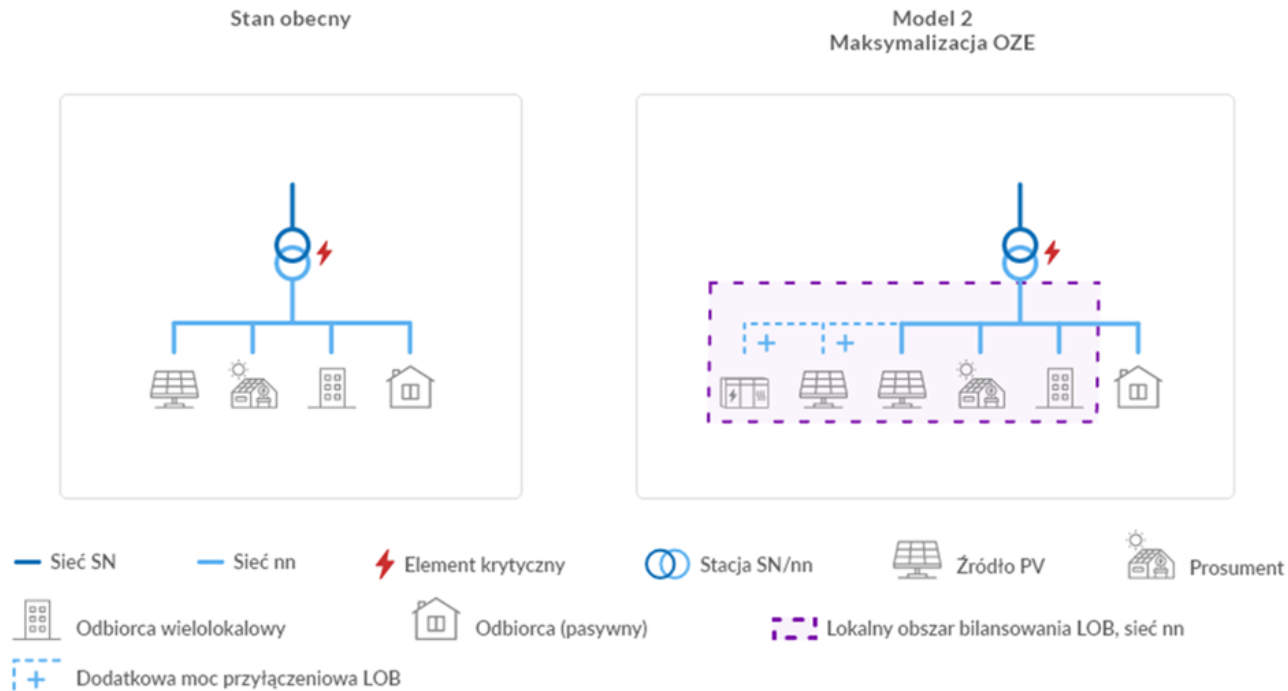 Stan obecny
Model 2
Maksymalizacja OZE
Sieć SN
Sieć nn
Element krytyczny
Stacja SN/nn
Źródło PV
Prosument
Odbiorca wielolokalowy
Odbiorca (pasywny)
Lokalny obszar bilansowania LOB, sieć nn
Dodatkowa moc przyłączeniowa LOB